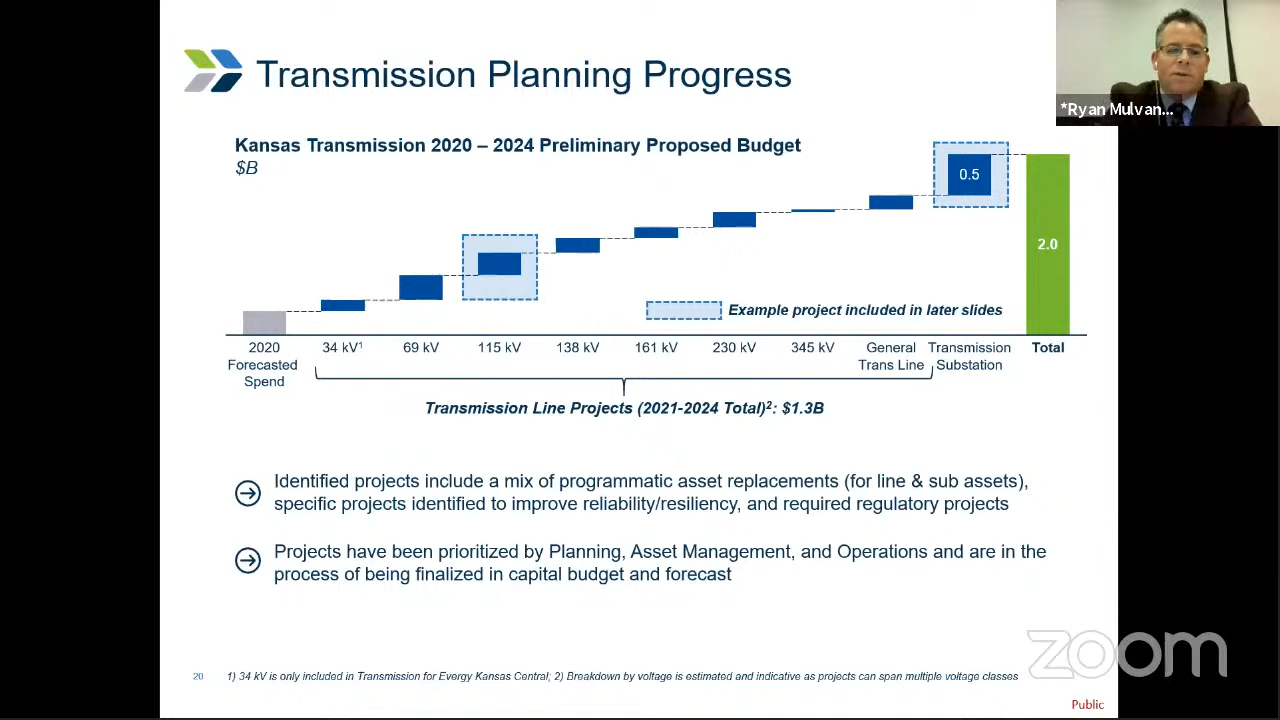 Transmission Planning Progress
*Ryan Mulvan...
Kansas Transmission 2020 – 2024 Preliminary Proposed Budget
$B
0.5
2.0
Example project included in later slides
2020 Forecasted Spend
34 kV¹
69 kV
115 kV
138 kV
161 kV
230 kV
345 kV
General Trans Line
Transmission Substation
Total
Transmission Line Projects (2021-2024 Total)²: $1.3B
Identified projects include a mix of programmatic asset replacements (for line & sub assets),
specific projects identified to improve reliability/resiliency, and required regulatory projects
Projects have been prioritized by Planning, Asset Management, and Operations and are in the
process of being finalized in capital budget and forecast
zoom
20
1) 34 kV is only included in Transmission for Evergy Kansas Central; 2) Breakdown by voltage is estimated and indicative as projects can span multiple voltage classes
Public